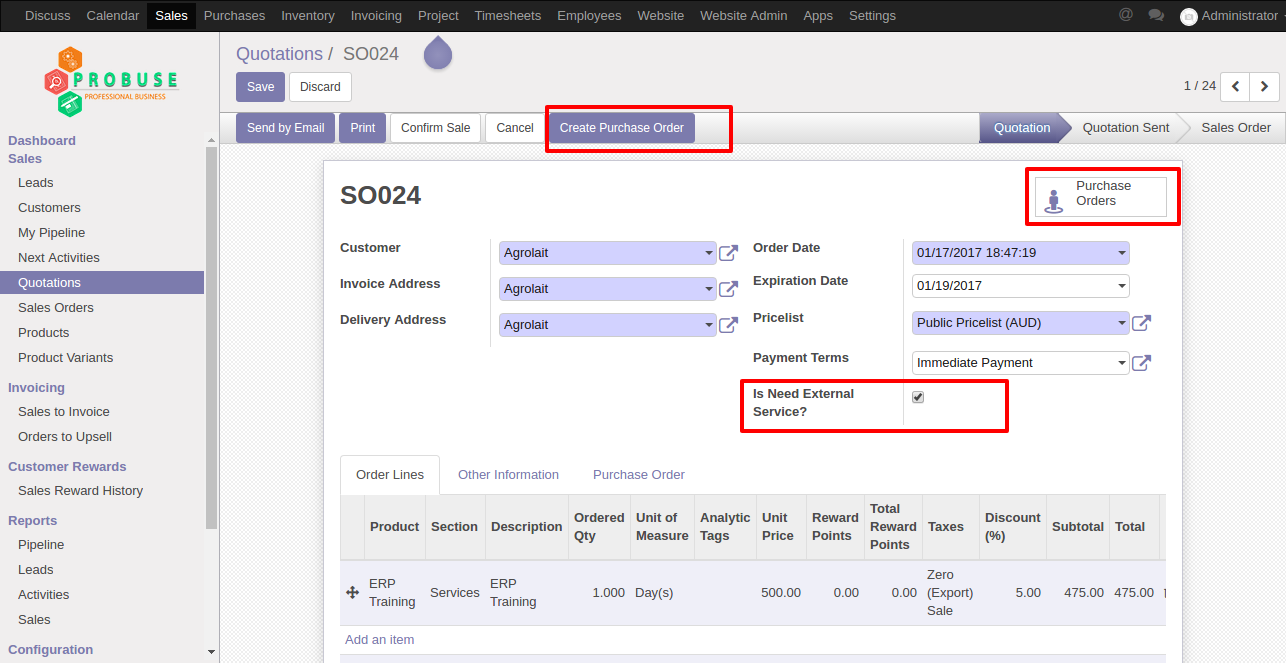 Discuss Calendar Sales Purchases Inventory Invoicing Project Timesheets Employees Website Website Admin Apps Settings @ Administrator
PROBUSE
PROFESSIONAL BUSINESS
Dashboard
Sales
Leads
Customers
My Pipeline
Next Activities
Quotations
Sales Orders
Products
Product Variants
Invoicing
Sales to Invoice
Orders to Upsell
Customer Rewards
Sales Reward History
Reports
Pipeline
Leads
Activities
Sales
Configuration
Quotations / SO024
Save Discard
1 / 24
Send by Email Print Confirm Sale Cancel Create Purchase Order
Quotation Quotation Sent Sales Order
Purchase
Orders
SO024
Customer Agrolait
Invoice Address Agrolait
Delivery Address Agrolait
Order Date 01/17/2017 18:47:19
Expiration Date 01/19/2017
Pricelist Public Pricelist (AUD)
Payment Terms Immediate Payment
Is Need External
Service?
Order Lines Other Information Purchase Order
Product Section Description Ordered Qty Unit of Measure Analytic Tags Unit Price Reward Points Total Reward Points Taxes Discount (%) Subtotal Total
ERP Training Services ERP Training 1.000 Day(s) 500.00 0.00 0.00 Zero (Export) Sale 5.00 475.00 475.00
Add an item